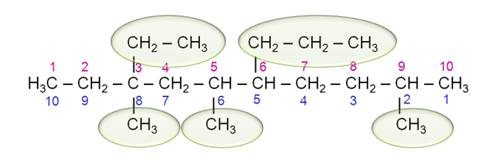 CH₂ – CH₃ CH₂ – CH₂ – CH₃
1 2 3 4 5 6 7 8 9 10
H₃C – CH₂ – C – CH₂ – CH – CH – CH₂ – CH₂ – CH – CH₃
10 9 8 7 6 5 4 3 2 1
CH₃ CH₃ CH₃